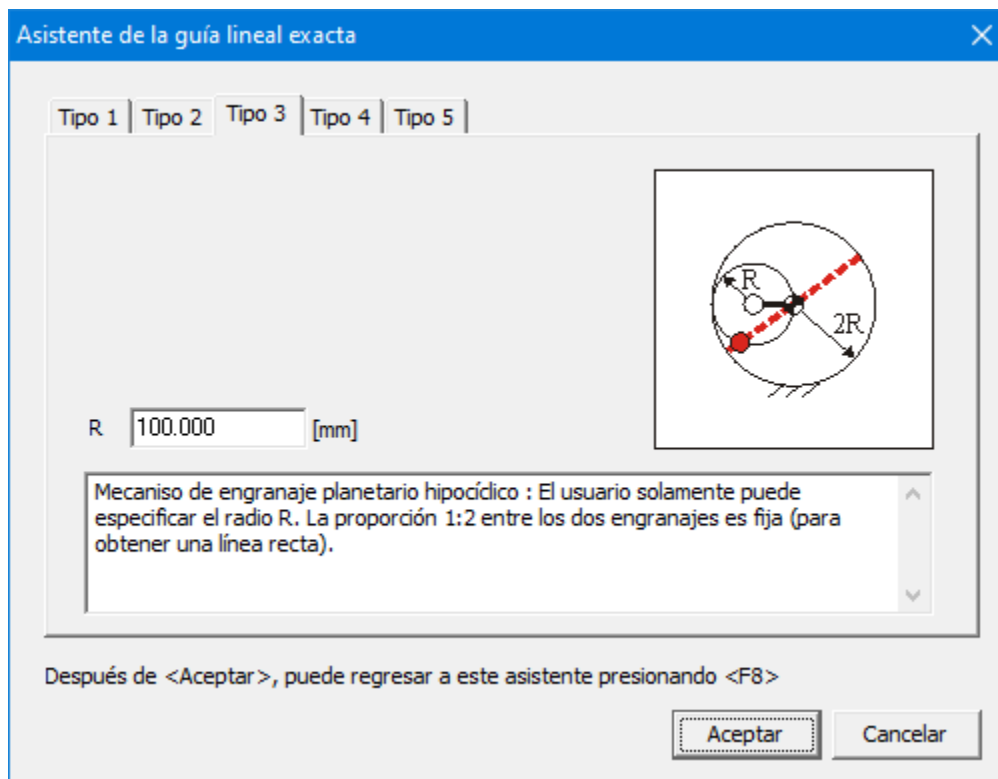 Asistente de la guía lineal exacta
Tipo 1 Tipo 2 Tipo 3 Tipo 4 Tipo 5
R
2R
R 100.000 [mm]
Mecaniso de engranaje planetario hipocíclico : El usuario solamente puede
especificar el radio R. La proporción 1:2 entre los dos engranajes es fija (para
obtener una línea recta).
Después de <Aceptar>, puede regresar a este asistente presionando <F8>
Aceptar Cancelar